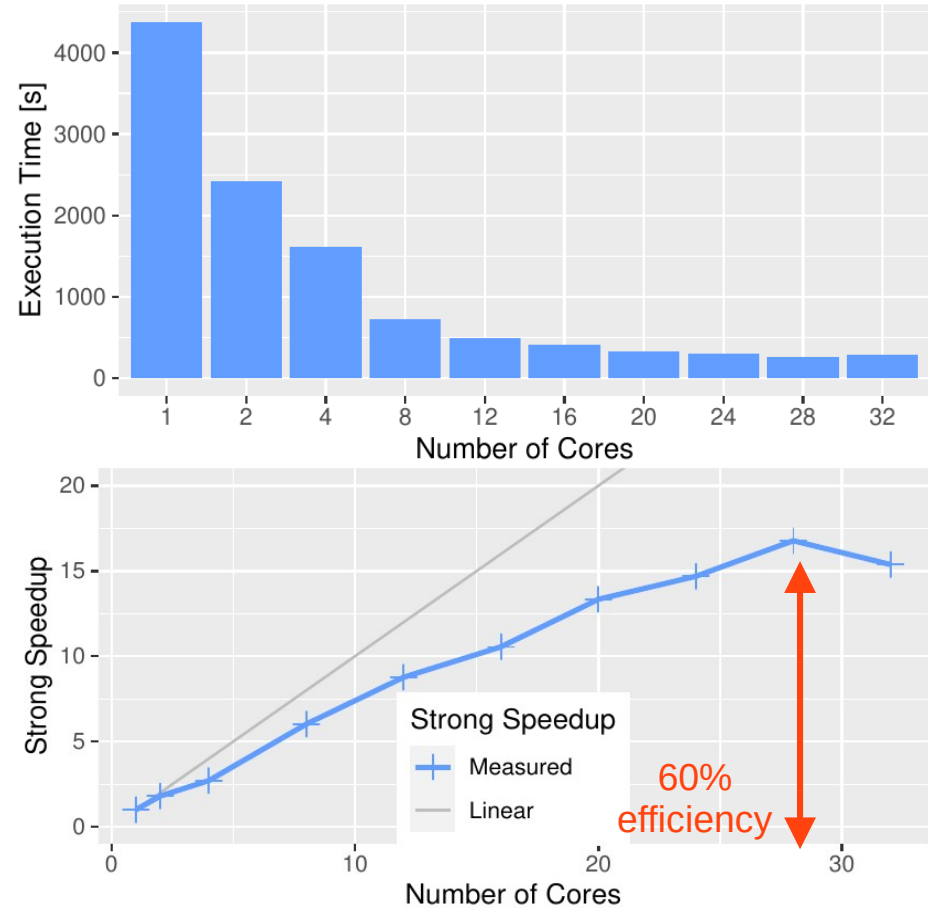 Execution Time [s]
4000
3000
2000
1000
0
1 2 4 8 12 16 20 24 28 32
Number of Cores
Strong Speedup
20
15
10
5
0
Strong Speedup
Measured
Linear
60%
efficiency
0 10 20 30
Number of Cores